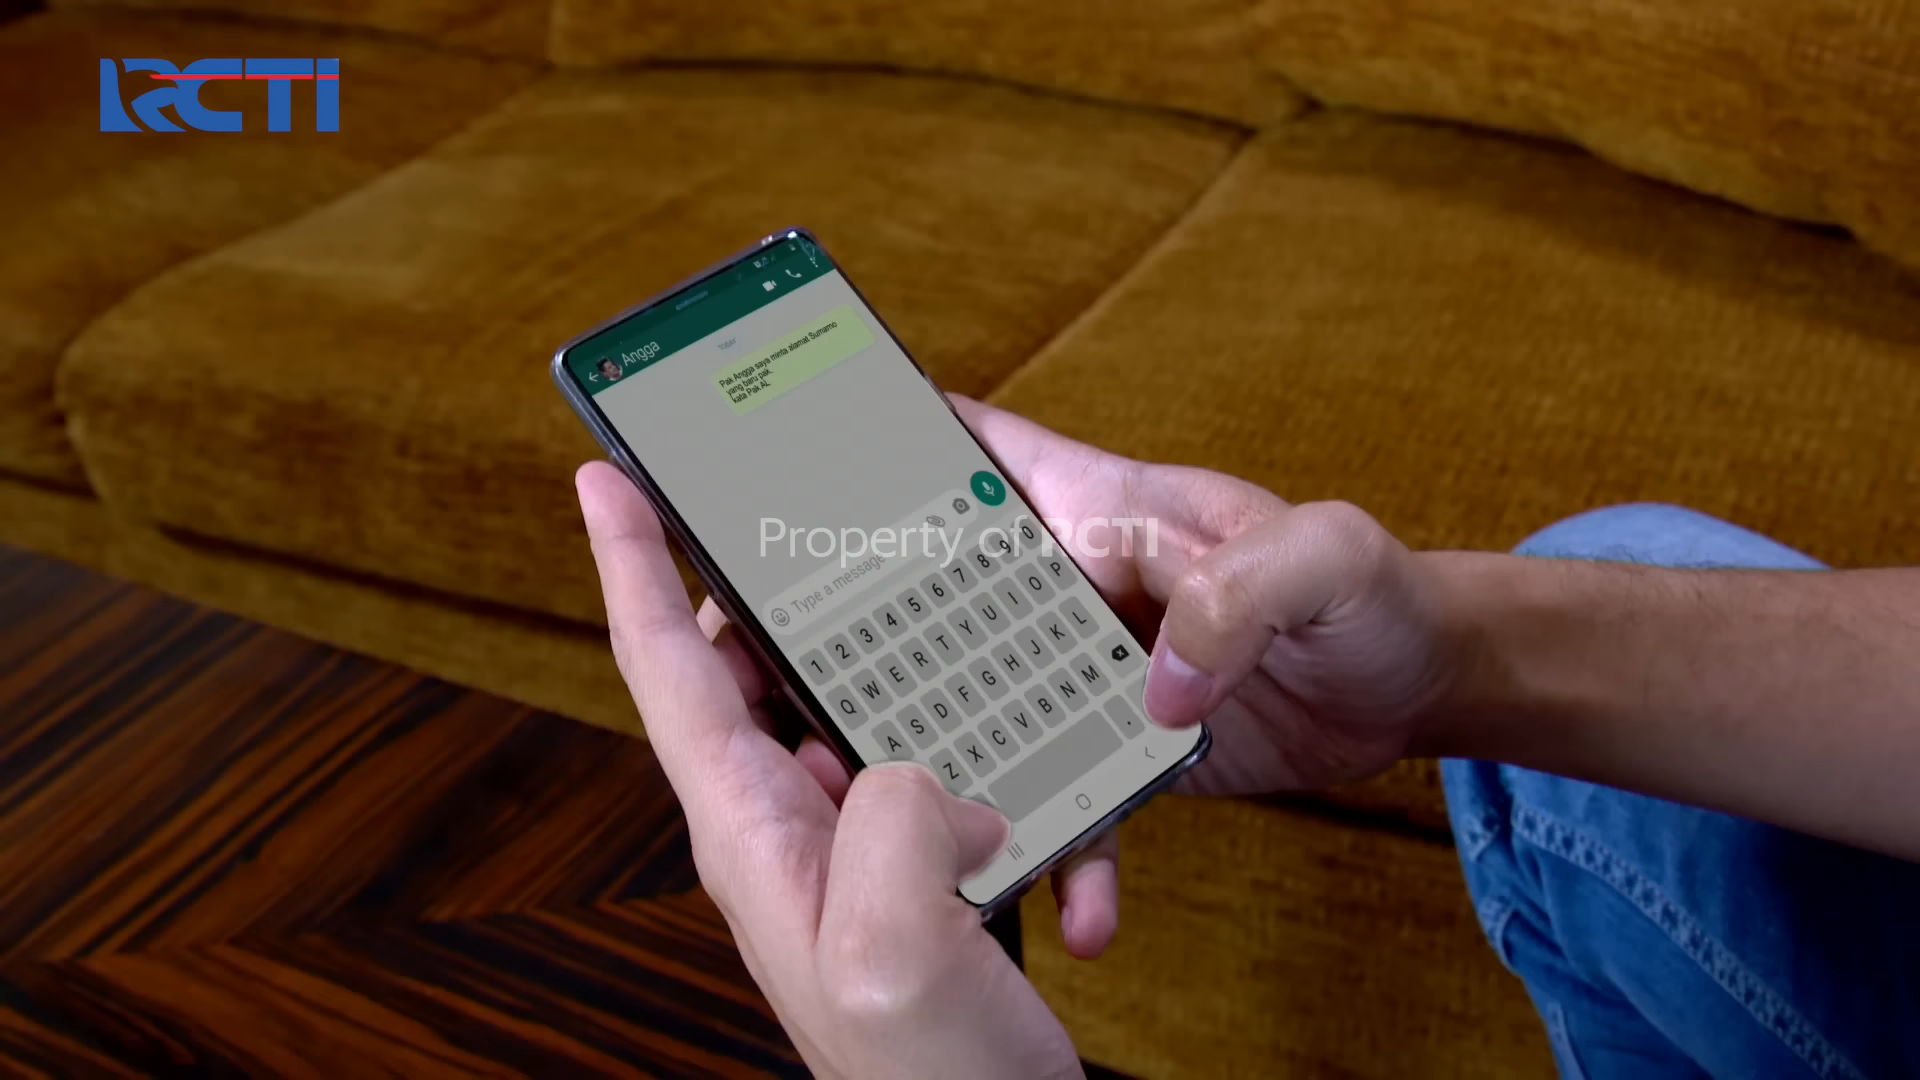 RCTI
Angga
TODAY
Pak Angga saya minta alamat Sumarno
yang baru pak,
kata Pak AL
Property of RCTI
Type a message
1 2 3 4 5 6 7 8 9 0
Q W E R T Y U I O P
A S D F G H J K L
Z X C V B N M
.